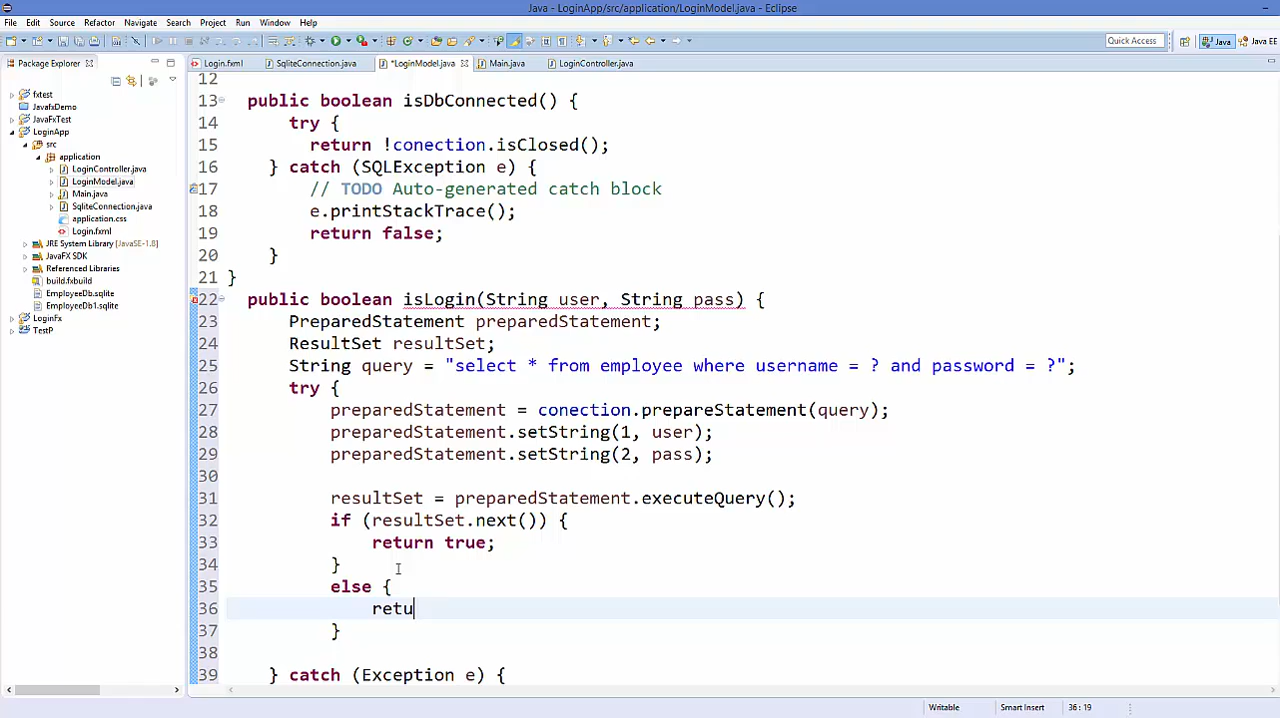 Java - LoginApp/src/application/LoginModel.java - Eclipse
File Edit Source Refactor Navigate Search Project Run Window Help
Quick Access Java Java EE
Package Explorer Login.fxml SqliteConnection.java *LoginModel.java Main.java LoginController.java
fxtest
JavafxDemo
JavaFxTest
LoginApp
src
application
LoginController.java
LoginModel.java
Main.java
SqliteConnection.java
application.css
Login.fxml
JRE System Library [JavaSE-1.8]
JavaFX SDK
Referenced Libraries
build.fxbuild
EmployeeDb.sqlite
EmployeeDb1.sqlite
LoginFx
TestP
12
13 public boolean isDbConnected() {
14 try {
15 return !conection.isClosed();
16 } catch (SQLException e) {
17 // TODO Auto-generated catch block
18 e.printStackTrace();
19 return false;
20 }
21 }
22 public boolean isLogin(String user, String pass) {
23 PreparedStatement preparedStatement;
24 ResultSet resultSet;
25 String query = "select * from employee where username = ? and password = ?";
26 try {
27 preparedStatement = conection.prepareStatement(query);
28 preparedStatement.setString(1, user);
29 preparedStatement.setString(2, pass);
30
31 resultSet = preparedStatement.executeQuery();
32 if (resultSet.next()) {
33 return true;
34 }
35 else {
36 retu
37 }
38
39 } catch (Exception e) {
Writable Smart Insert 36 : 19